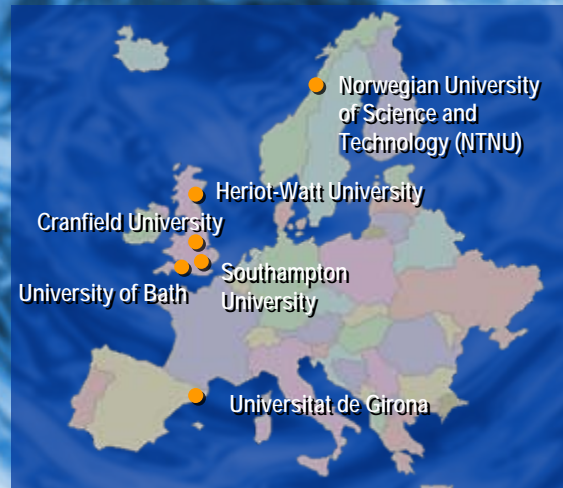 Norwegian University
of Science and
Technology (NTNU)
Heriot-Watt University
Cranfield University
Southampton
University
University of Bath
Universitat de Girona